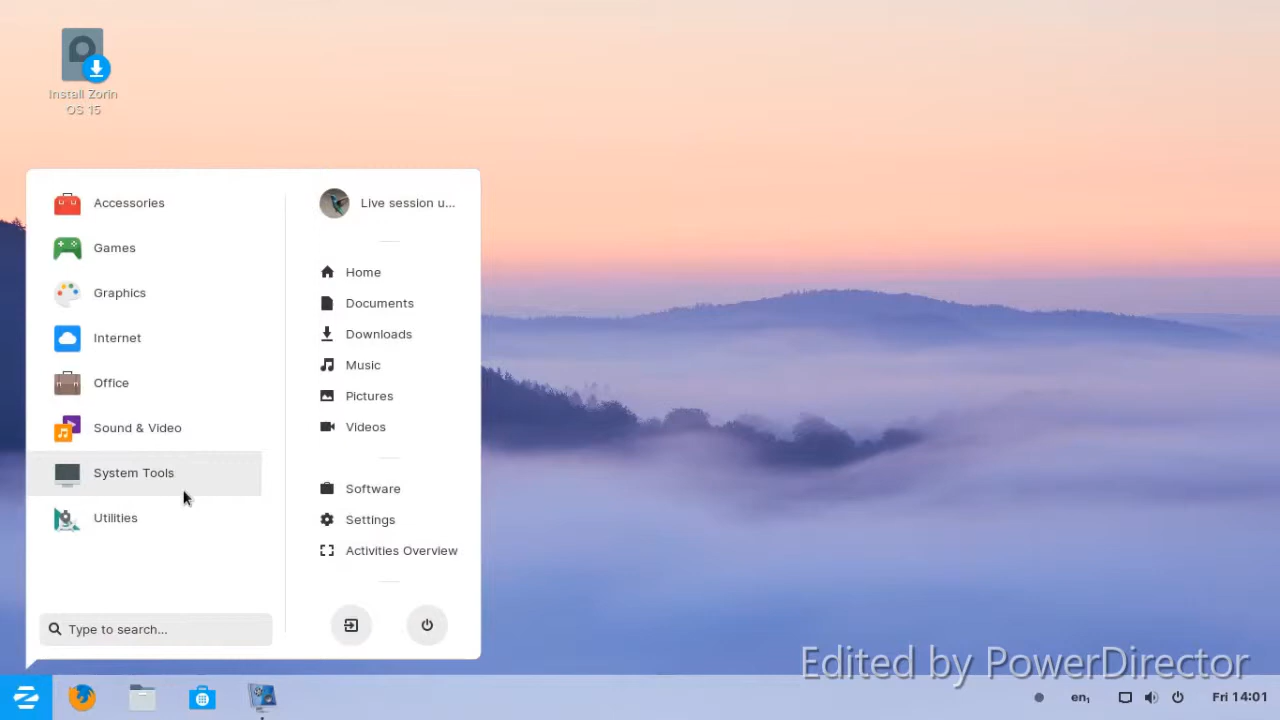 Install Zorin
OS 15
Accessories
Games
Graphics
Internet
Office
Sound & Video
System Tools
Utilities
Type to search...
Live session u...
Home
Documents
Downloads
Music
Pictures
Videos
Software
Settings
Activities Overview
Edited by PowerDirector
en₁
Fri 14:01